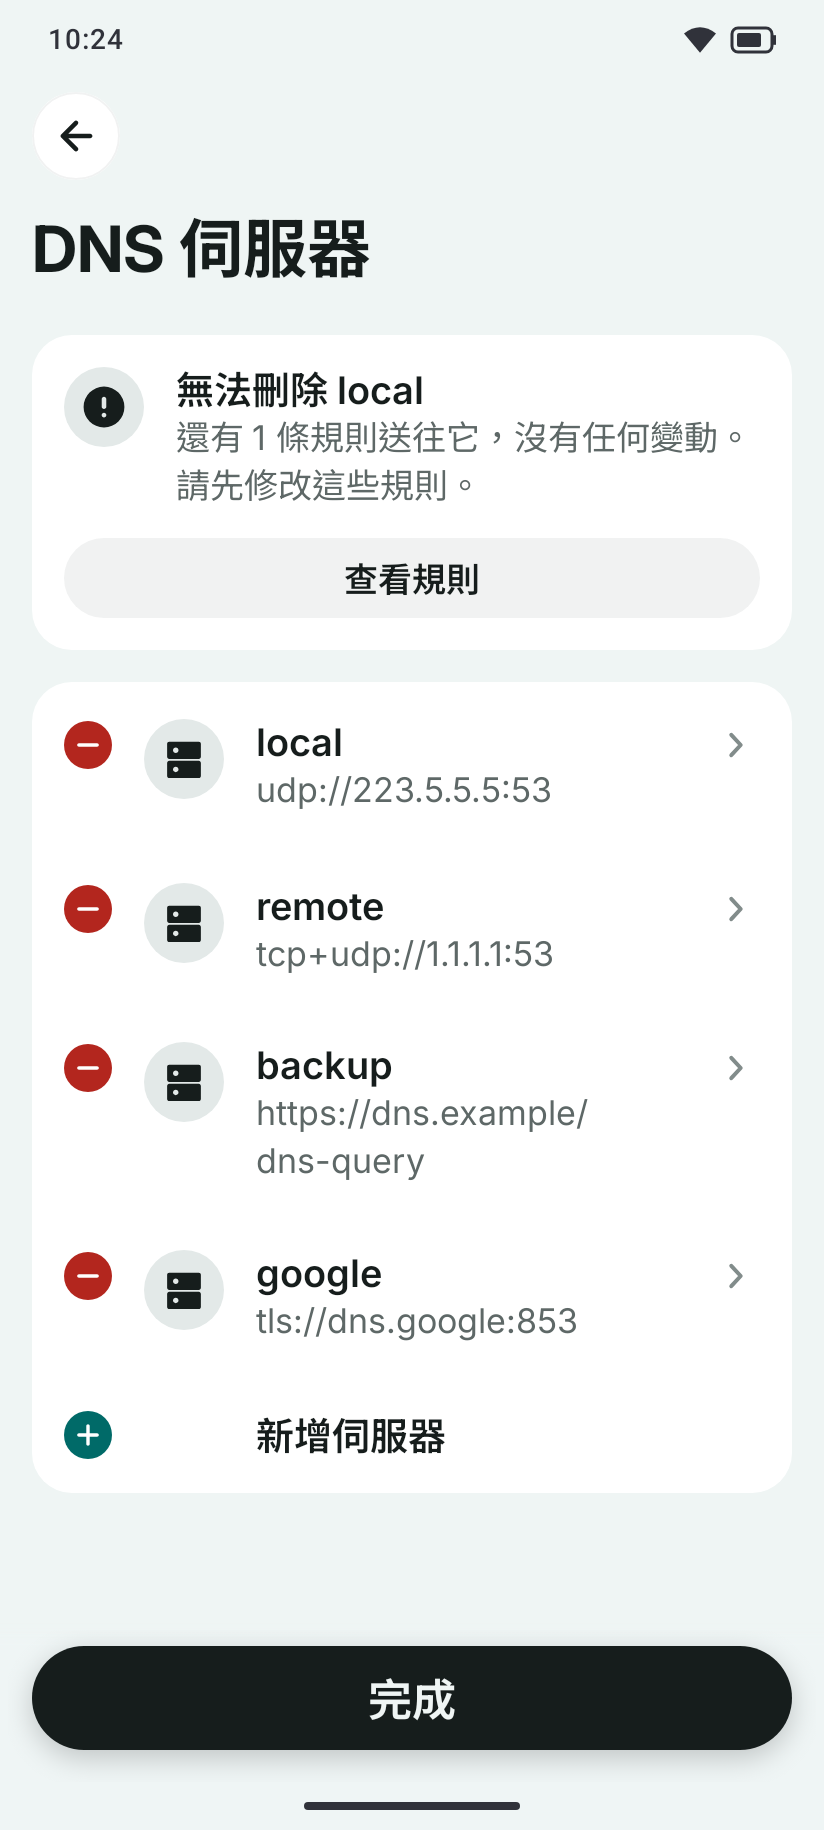 10:24
DNS 伺服器
無法刪除 local
還有 1 條規則送往它，沒有任何變動。
請先修改這些規則。
查看規則
local
udp://223.5.5.5:53
remote
tcp+udp://1.1.1.1:53
backup
https://dns.example/
dns-query
google
tls://dns.google:853
新增伺服器
完成